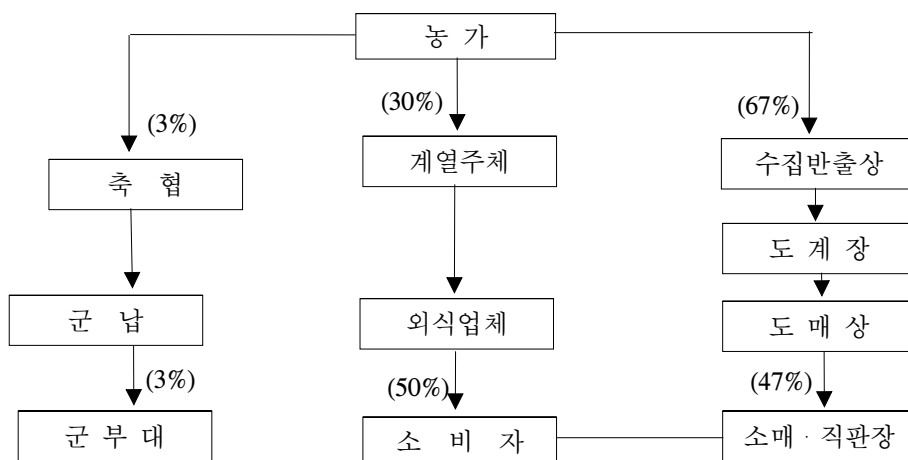 농 가
(3%)
(30%)
(67%)
축 협
계열주체
수집반출상
도 계 장
군 납
외식업체
도 매 상
(3%)
(50%)
(47%)
군 부 대
소 비 자
소매 · 직판장